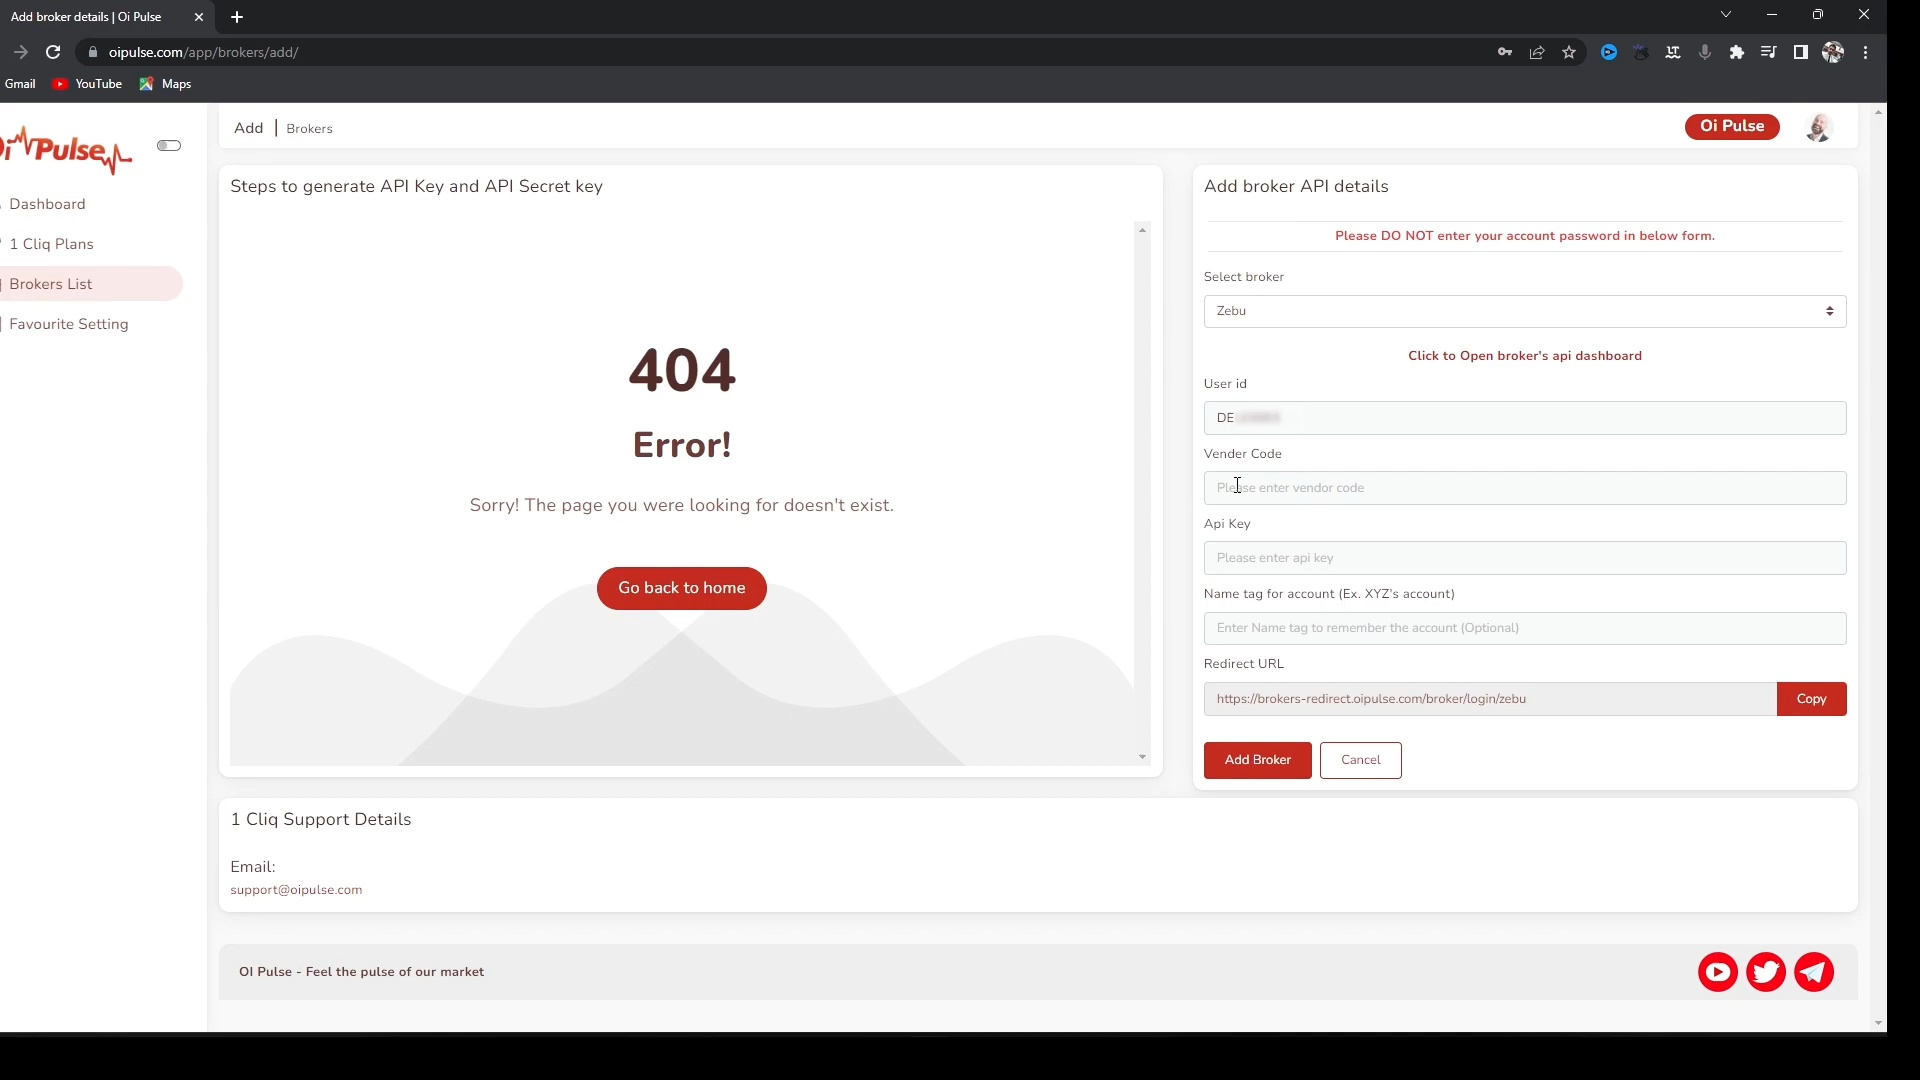 Add broker details | Oi Pulse
oipulse.com/app/brokers/add/
Gmail
YouTube
Maps
Oi Pulse
Dashboard
1 Cliq Plans
Brokers List
Favourite Setting
Add | Brokers
Oi Pulse
Steps to generate API Key and API Secret key
404
Error!
Sorry! The page you were looking for doesn't exist.
Go back to home
Add broker API details
Please DO NOT enter your account password in below form.
Select broker
Zebu
Click to Open broker's api dashboard
User id
DE
Vender Code
Please enter vendor code
Api Key
Please enter api key
Name tag for account (Ex. XYZ's account)
Enter Name tag to remember the account (Optional)
Redirect URL
https://brokers-redirect.oipulse.com/broker/login/zebu
Copy
Add Broker
Cancel
1 Cliq Support Details
Email:
support@oipulse.com
OI Pulse - Feel the pulse of our market